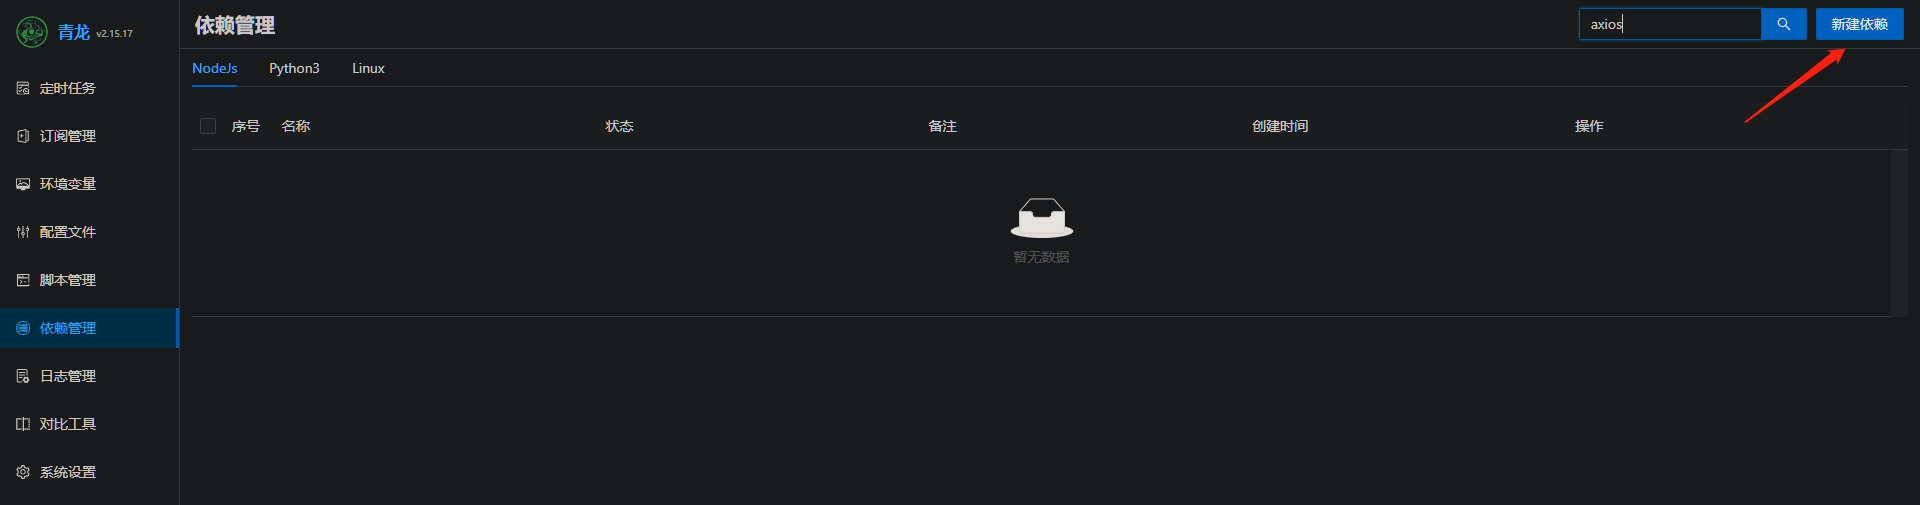 青龙 v2.15.17
定时任务
订阅管理
环境变量
配置文件
脚本管理
依赖管理
日志管理
对比工具
系统设置
依赖管理
axios
新建依赖
NodeJs Python3 Linux
序号 名称 状态 备注 创建时间 操作
暂无数据